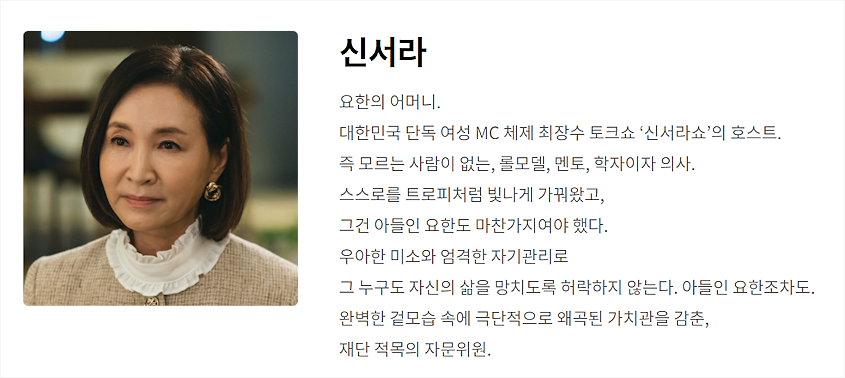 신서라
요한의 어머니.
대한민국 단독 여성 MC 체제 최장수 토크쇼 ‘신서라쇼’의 호스트.
즉 모르는 사람이 없는, 롤모델, 멘토, 학자이자 의사.
스스로를 트로피처럼 빛나게 가꿔왔고,
그건 아들인 요한도 마찬가지여야 했다.
우아한 미소와 엄격한 자기관리로
그 누구도 자신의 삶을 망치도록 허락하지 않는다. 아들인 요한조차도.
완벽한 겉모습 속에 극단적으로 왜곡된 가치관을 감춘,
재단 적목의 자문위원.